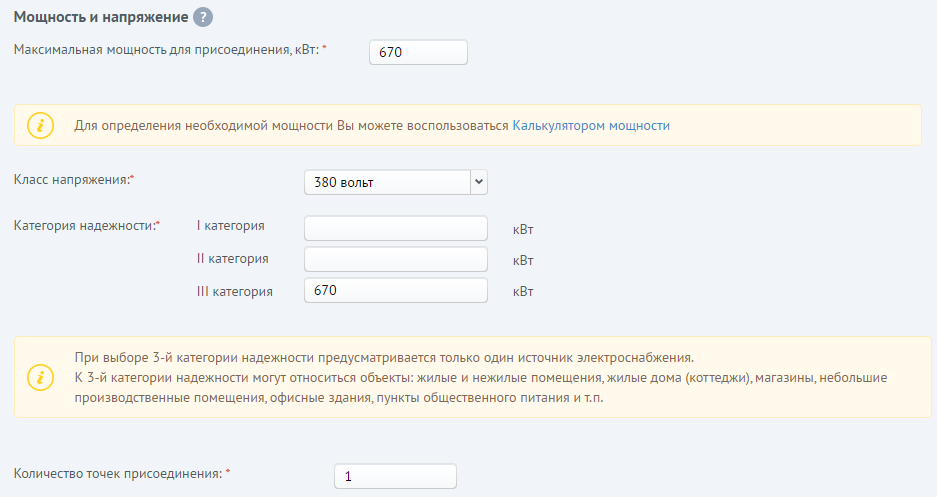 Мощность и напряжение ?
Максимальная мощность для присоединения, кВт: * 670
Для определения необходимой мощности Вы можете воспользоваться Калькулятором мощности
Класс напряжения:* 380 вольт
Категория надежности:* I категория кВт
II категория кВт
III категория 670 кВт
При выборе 3-й категории надежности предусматривается только один источник электроснабжения.
К 3-й категории надежности могут относиться объекты: жилые и нежилые помещения, жилые дома (коттеджи), магазины, небольшие
производственные помещения, офисные здания, пункты общественного питания и т.п.
Количество точек присоединения: * 1